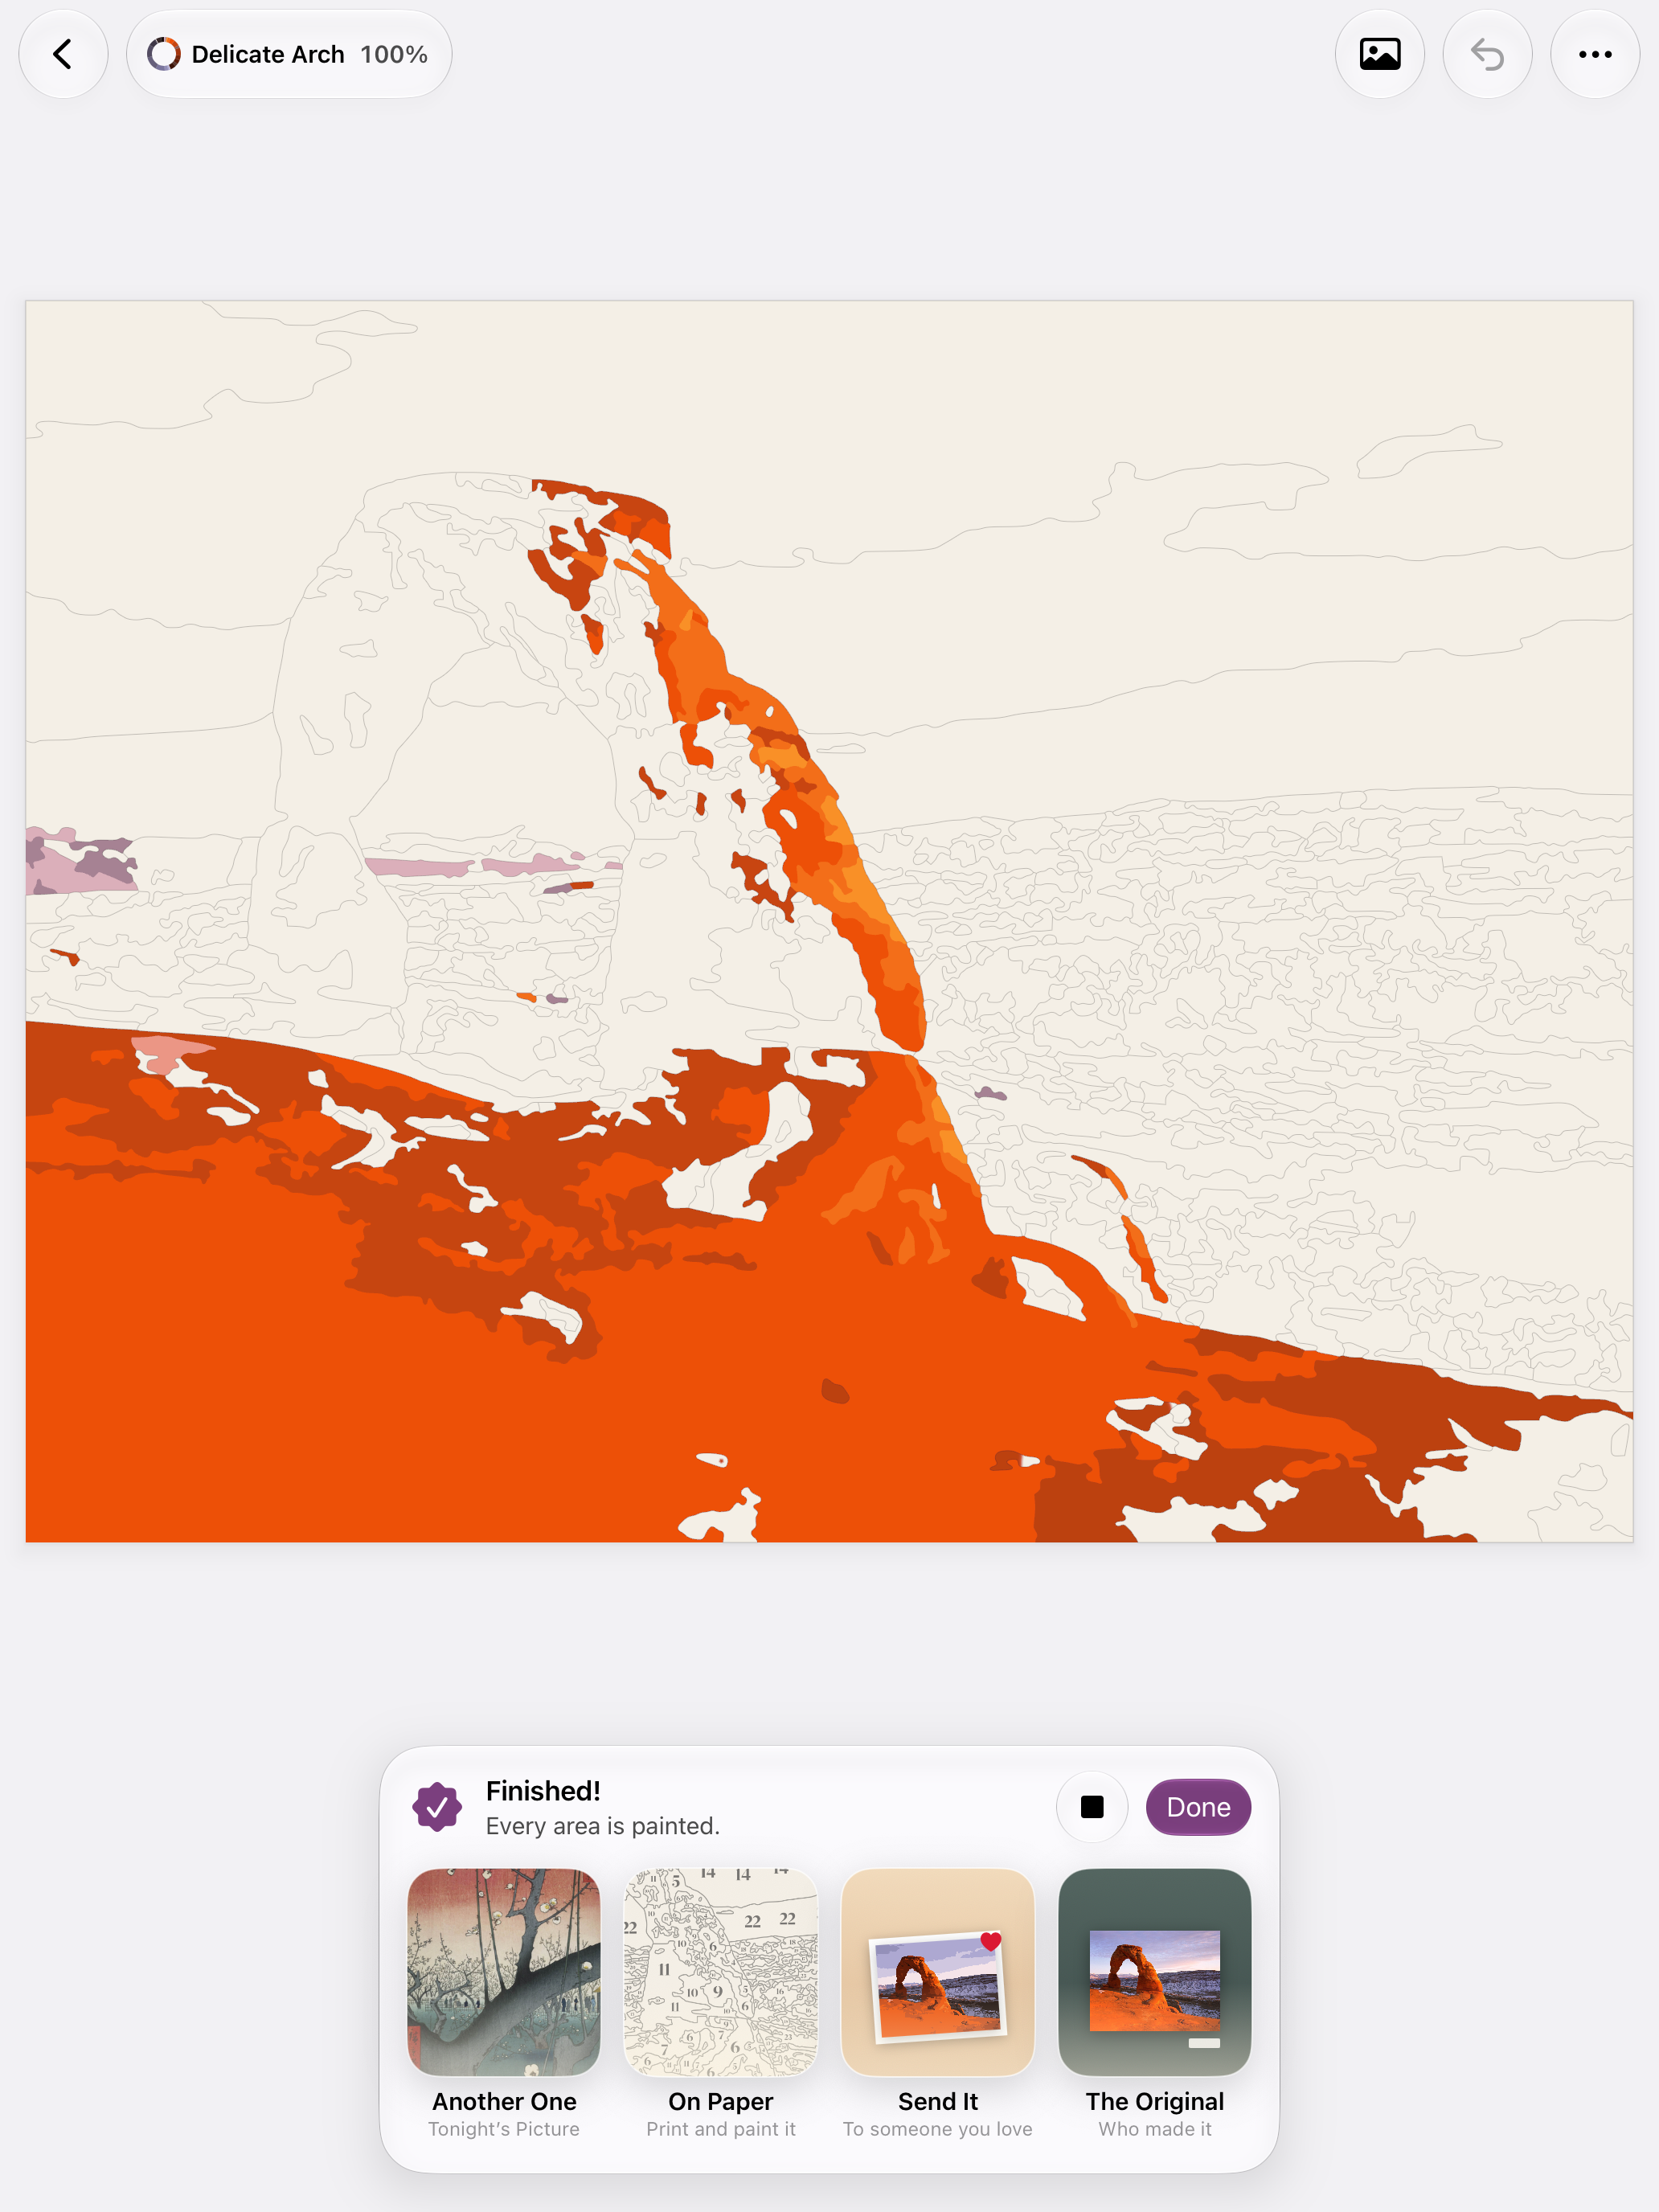 Delicate Arch 100%
Finished!
Every area is painted.
Done
Another One
Tonight’s Picture
On Paper
Print and paint it
Send It
To someone you love
The Original
Who made it